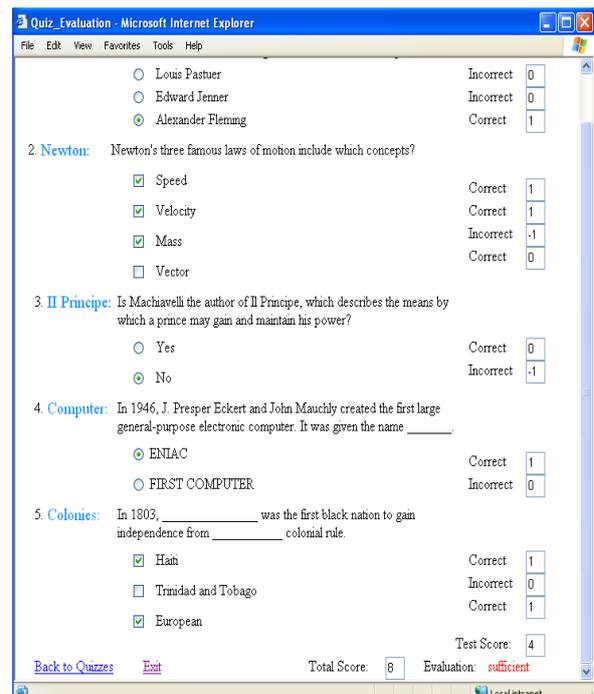 Quiz_Evaluation - Microsoft Internet Explorer
File Edit View Favorites Tools Help
Louis Pastuer Incorrect 0
Edward Jenner Incorrect 0
Alexander Fleming Correct 1
2. Newton: Newton's three famous laws of motion include which concepts?
Speed Correct 1
Velocity Correct 1
Mass Incorrect -1
Vector Correct 0
3. Il Principe: Is Machiavelli the author of Il Principe, which describes the means by
which a prince may gain and maintain his power?
Yes Correct 0
No Incorrect -1
4. Computer: In 1946, J. Presper Eckert and John Mauchly created the first large
general-purpose electronic computer. It was given the name _______.
ENIAC Correct 1
FIRST COMPUTER Incorrect 0
5. Colonies: In 1803, _______________ was the first black nation to gain
independence from ___________ colonial rule.
Haiti Correct 1
Trinidad and Tobago Incorrect 0
European Correct 1
Test Score: 4
Back to Quizzes Exit Total Score: 8 Evaluation: sufficient
Local intranet